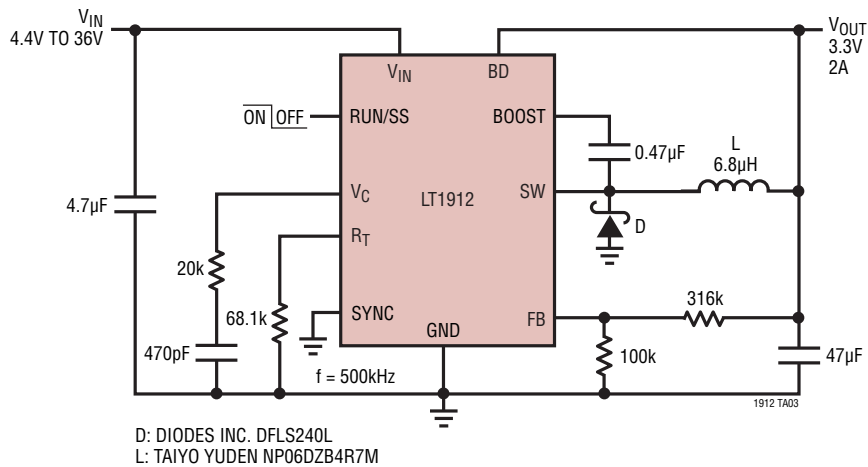 VIN
4.4V TO 36V
VOUT
3.3V
2A
VIN
BD
ON OFF
RUN/SS
BOOST
0.47µF
L
6.8µH
4.7µF
VC
LT1912
SW
D
RT
20k
68.1k
SYNC
GND
FB
316k
470pF
f = 500kHz
100k
47µF
1912 TA03
D: DIODES INC. DFLS240L
L: TAIYO YUDEN NP06DZB4R7M